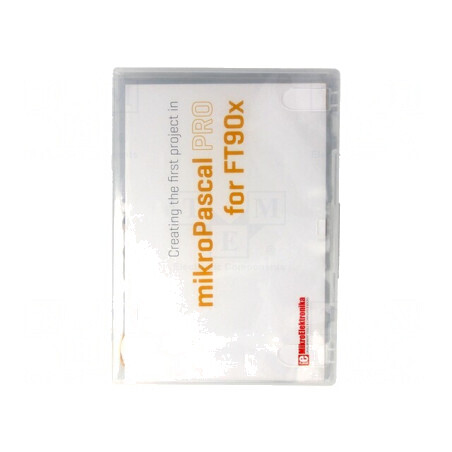 Creating the first project in
mikroPascal PRO
for FT90x
MikroElektronika